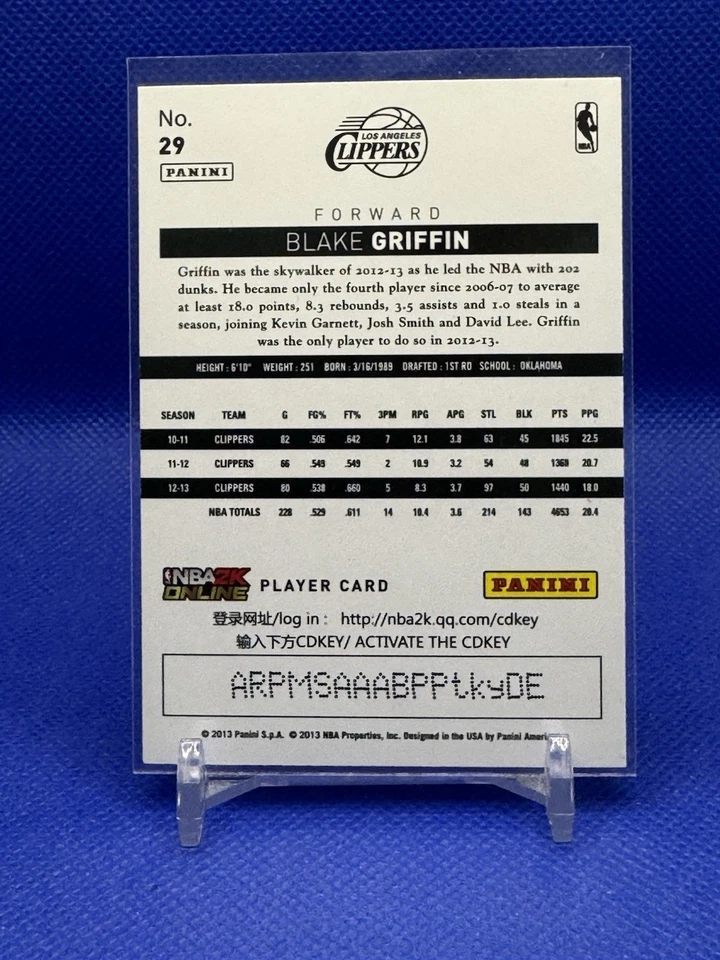 No.
29
PANINI
LOS ANGELES
CLIPPERS
NBA
FORWARD
BLAKE GRIFFIN
Griffin was the skywalker of 2012-13 as he led the NBA with 202
dunks. He became only the fourth player since 2006-07 to average
at least 18.0 points, 8.3 rebounds, 3.5 assists and 1.0 steals in a
season, joining Kevin Garnett, Josh Smith and David Lee. Griffin
was the only player to do so in 2012-13.
HEIGHT : 6'10" WEIGHT : 251 BORN : 3/16/1989 DRAFTED : 1ST RD SCHOOL : OKLAHOMA
SEASON TEAM G FG% FT% 3PM RPG APG STL BLK PTS PPG
10-11 CLIPPERS 82 .506 .642 7 12.1 3.8 63 45 1845 22.5
11-12 CLIPPERS 66 .549 .549 2 10.9 3.2 54 48 1368 20.7
12-13 CLIPPERS 80 .538 .660 5 8.3 3.7 97 50 1440 18.0
NBA TOTALS 228 .529 .611 14 10.4 3.6 214 143 4653 20.4
NBA2K
ONLINE PLAYER CARD PANINI
登录网址/log in : http://nba2k.qq.com/cdkey
输入下方CDKEY/ ACTIVATE THE CDKEY
ARPMSAAABPPtkyDE
© 2013 Panini S.p.A. © 2013 NBA Properties, Inc. Designed in the USA by Panini Ameri